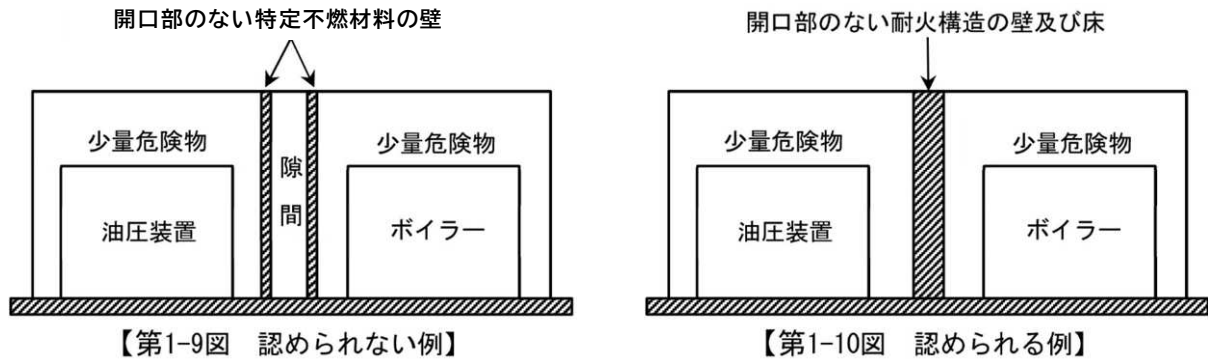 開口部のない特定不燃材料の壁
少量危険物
隙間
少量危険物
油圧装置
ボイラー
【第1-9図　認められない例】
開口部のない耐火構造の壁及び床
少量危険物
少量危険物
油圧装置
ボイラー
【第1-10図　認められる例】